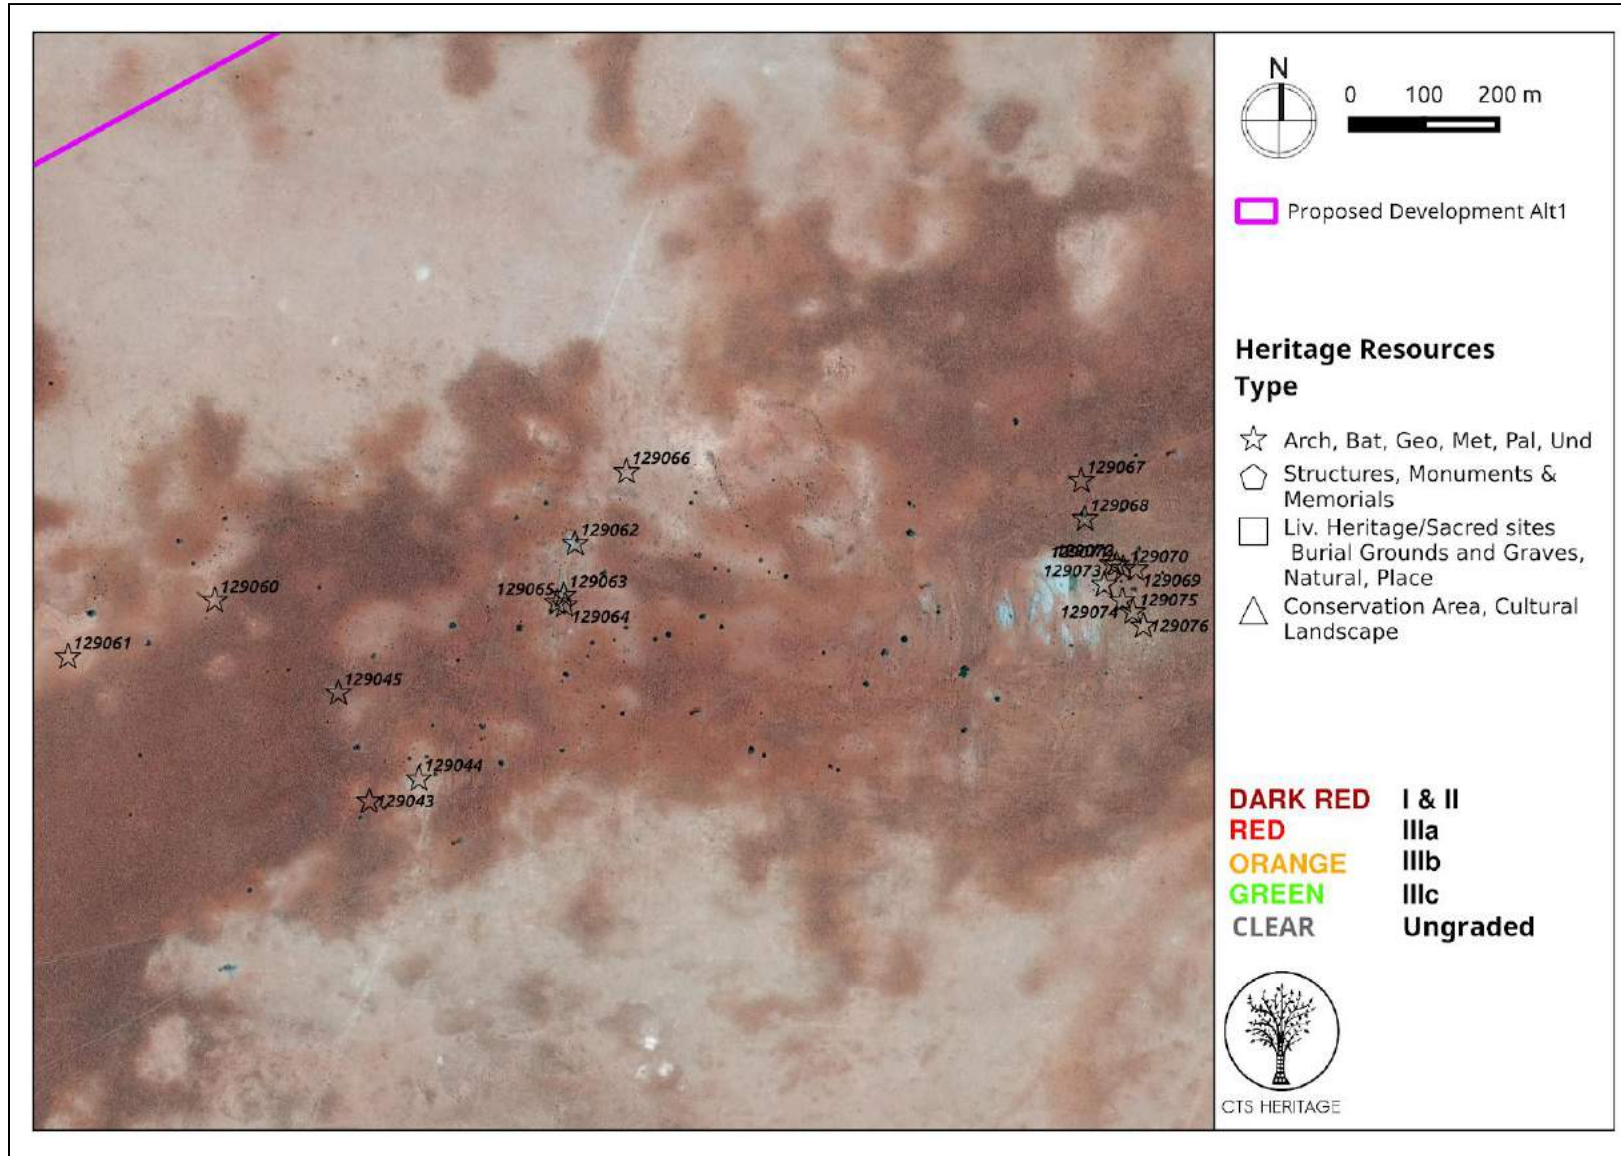 N
0 100 200 m
Proposed Development Alt1
Heritage Resources
Type
Arch, Bat, Geo, Met, Pal, Und
Structures, Monuments &
Memorials
Liv. Heritage/Sacred sites
Burial Grounds and Graves,
Natural, Place
Conservation Area, Cultural
Landscape
DARK RED I & II
RED IIIa
ORANGE IIIb
GREEN IIIc
CLEAR Ungraded
CTS HERITAGE
129066
129067
129068
129062
129070
129073
129069
129060
129065
129063
129064
129074
129075
129076
129061
129045
129044
129043